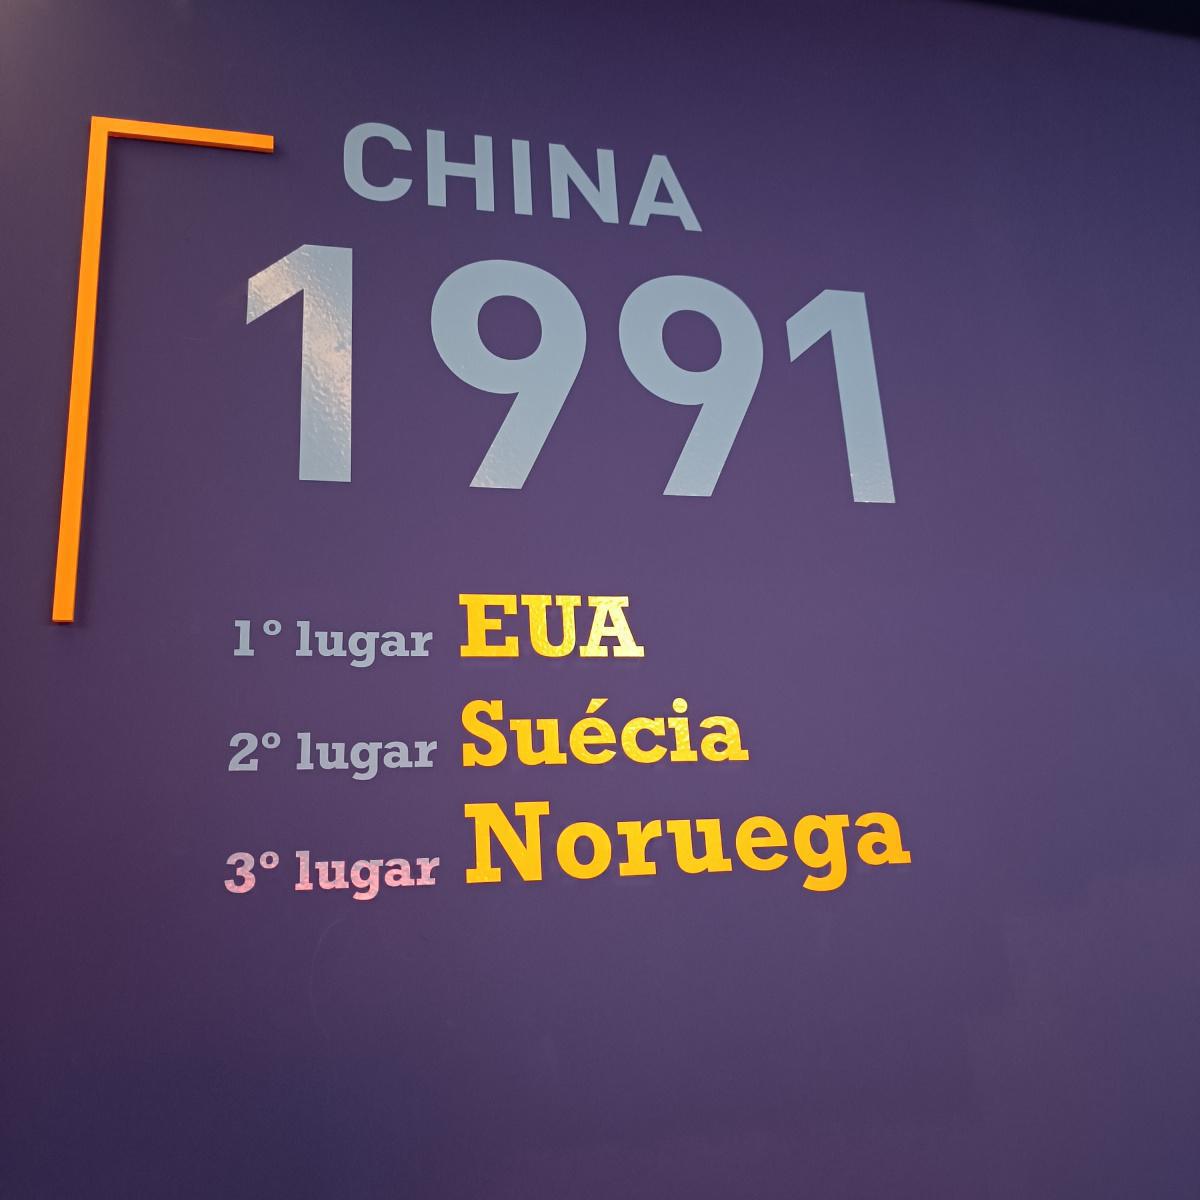 CHINA
1991
1º lugar EUA
2º lugar Suécia
3º lugar Noruega